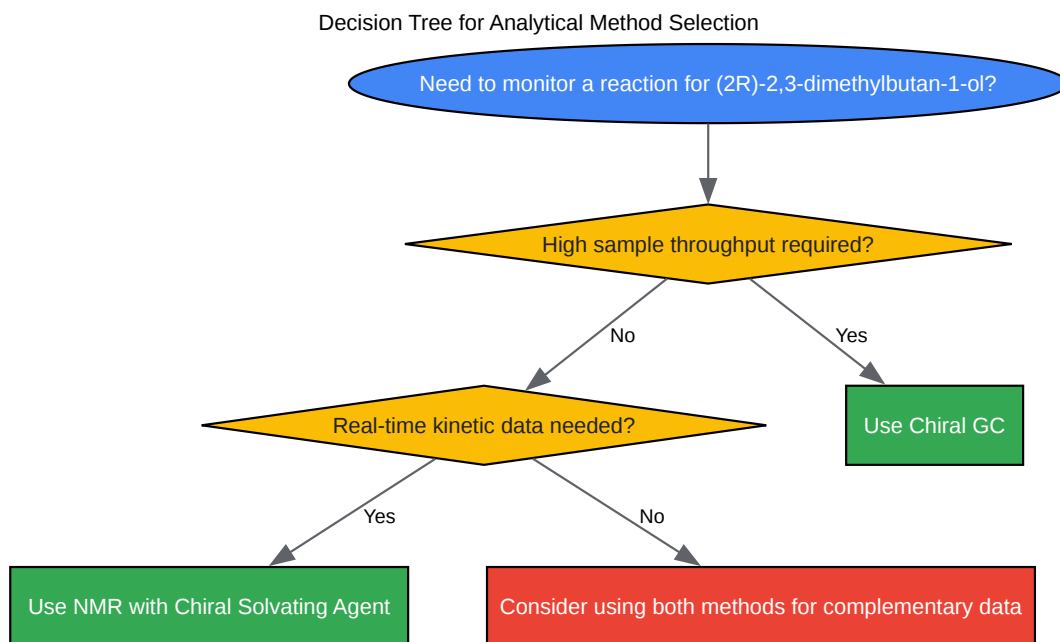 Decision Tree for Analytical Method Selection
Need to monitor a reaction for (2R)-2,3-dimethylbutan-1-ol?
High sample throughput required?
No
Yes
Real-time kinetic data needed?
Use Chiral GC
Yes
No
Use NMR with Chiral Solvating Agent
Consider using both methods for complementary data